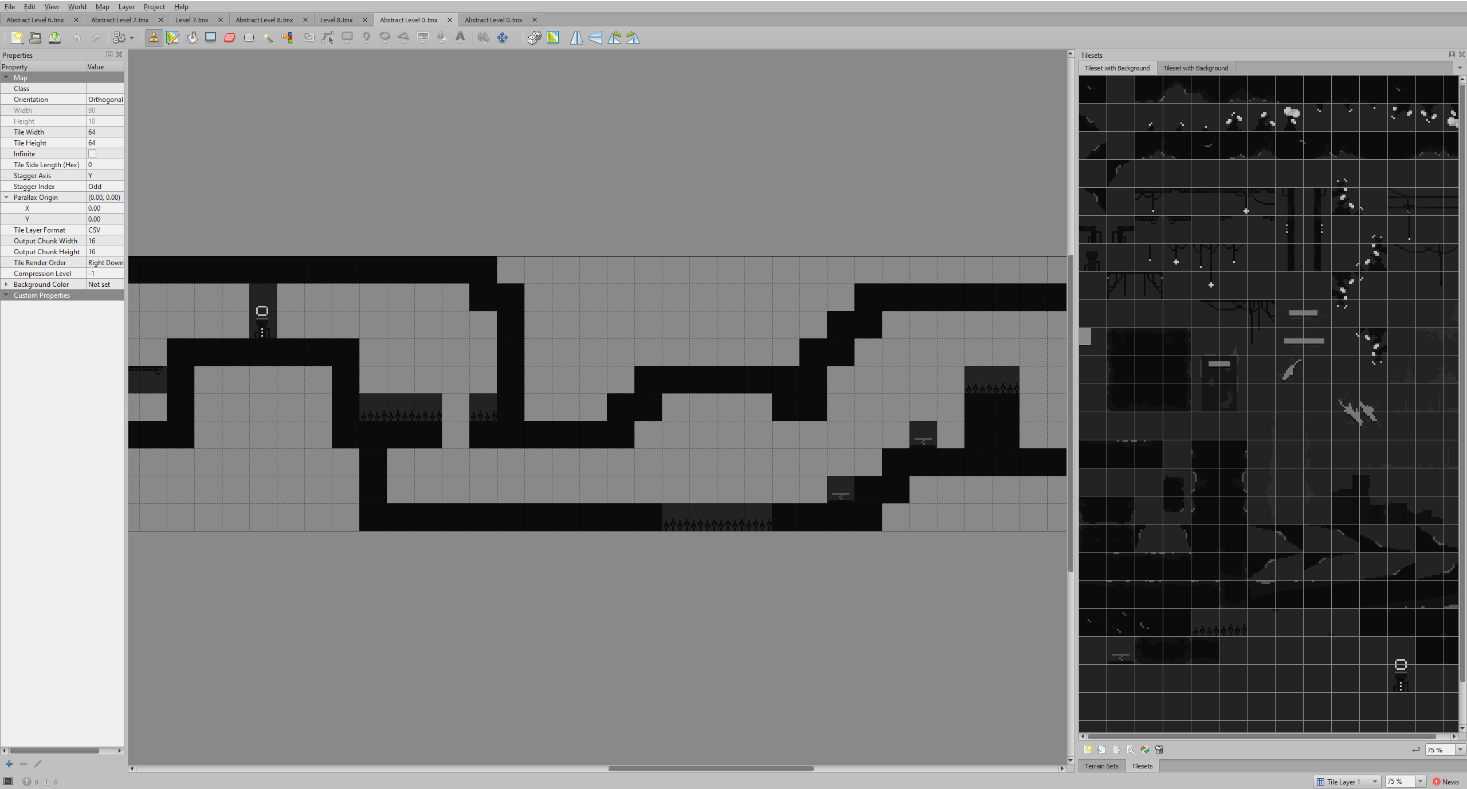 File Edit View World Map Layer Project Help
Abstract Level 6.tmx Abstract Level 7.tmx Level 7.tmx Abstract Level 8.tmx Level 8.tmx Abstract Level 0.tmx Abstract Level 0.tmx
Properties
Property Value
Map
Class
Orientation Orthogonal
Width 90
Height 10
Tile Width 64
Tile Height 64
Infinite
Tile Side Length (Hex) 0
Stagger Axis Y
Stagger Index Odd
Parallax Origin (0.00, 0.00)
X 0.00
Y 0.00
Tile Layer Format CSV
Output Chunk Width 16
Output Chunk Height 16
Tile Render Order Right Down
Compression Level -1
Background Color Not set
Custom Properties
Tilesets
Tileset with Background Tileset with Background
75 %
Terrain Sets Tilesets
Tile Layer 1 75 % News